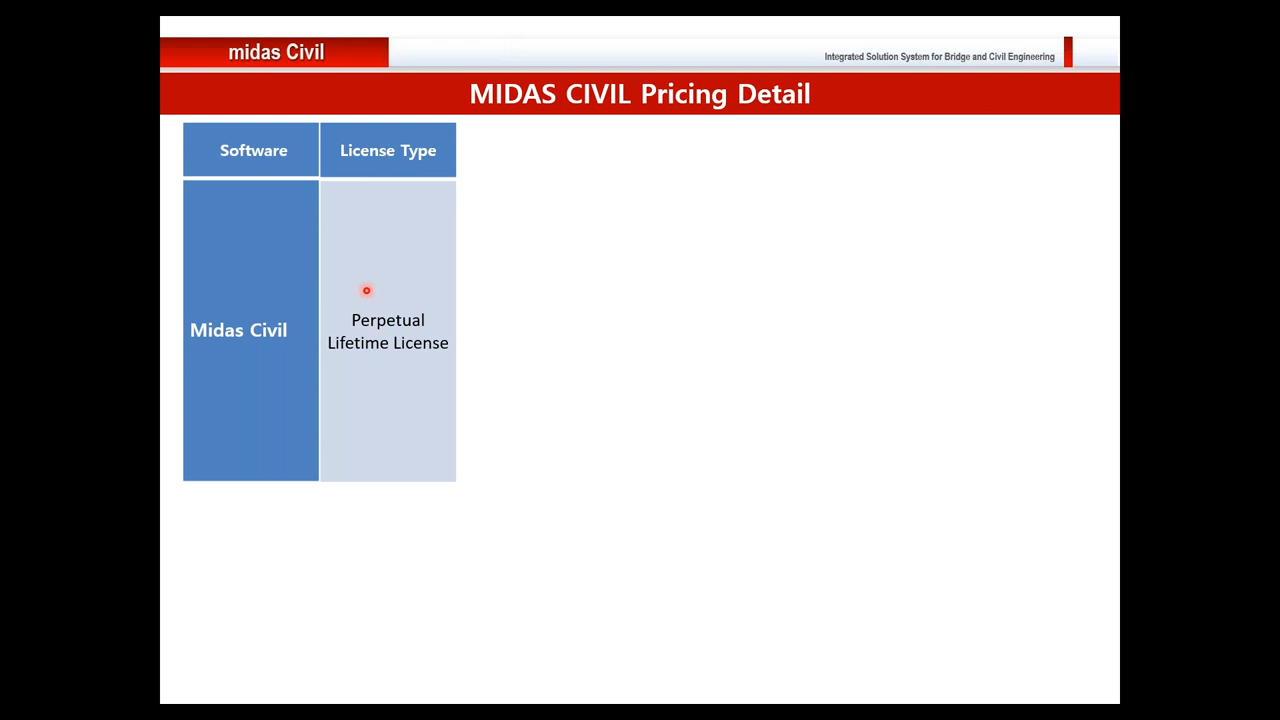 midas Civil
Integrated Solution System for Bridge and Civil Engineering
MIDAS CIVIL Pricing Detail
Software
License Type
Midas Civil
Perpetual
Lifetime License